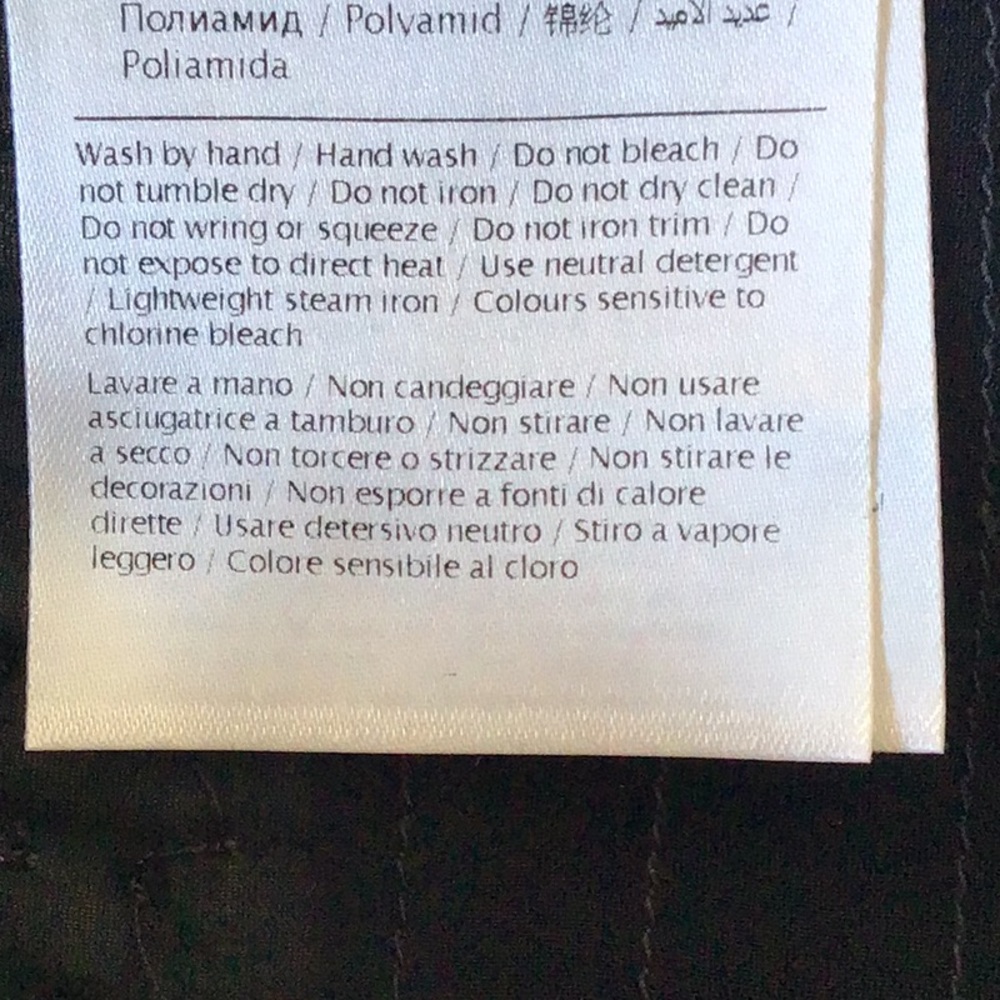 Полиамид / Polyamid / 锦纶 / عديد الاميد /
Poliamida
Wash by hand / Hand wash / Do not bleach / Do
not tumble dry / Do not iron / Do not dry clean /
Do not wring or squeeze / Do not iron trim / Do
not expose to direct heat / Use neutral detergent
/ Lightweight steam iron / Colours sensitive to
chlorine bleach
Lavare a mano / Non candeggiare / Non usare
asciugatrice a tamburo / Non stirare / Non lavare
a secco / Non torcere o strizzare / Non stirare le
decorazioni / Non esporre a fonti di calore
dirette / Usare detersivo neutro / Stiro a vapore
leggero / Colore sensibile al cloro